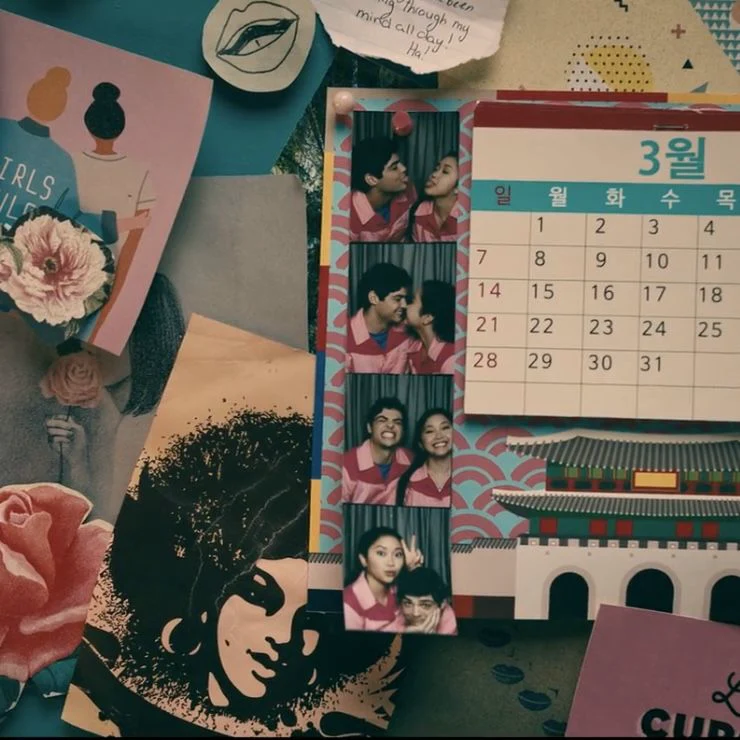 been
through my
mind all day!
Ha!
IRLS
3월
일 월 화 수 목
1 2 3 4
7 8 9 10 11
14 15 16 17 18
21 22 23 24 25
28 29 30 31